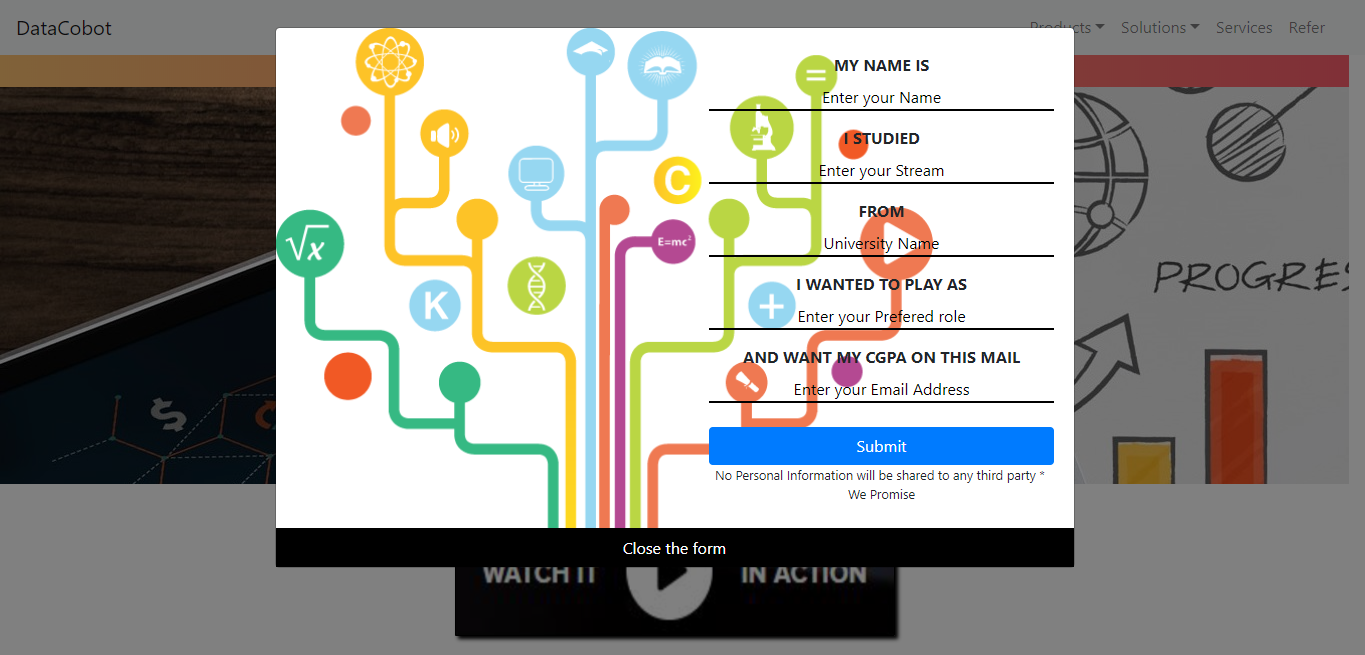 DataCobot
Products Solutions Services Refer
MY NAME IS
Enter your Name
I STUDIED
Enter your Stream
FROM
University Name
I WANTED TO PLAY AS
Enter your Prefered role
AND WANT MY CGPA ON THIS MAIL
Enter your Email Address
Submit
No Personal Information will be shared to any third party *
We Promise
Close the form
=
C
√x
E=mc²
K
+
$
PROGRES
WATCH IT IN ACTION